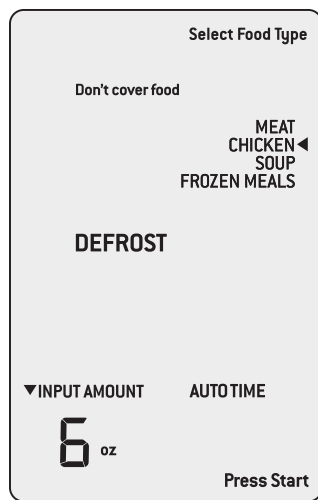 Select Food Type
Don't cover food
MEAT
CHICKEN◀
SOUP
FROZEN MEALS
DEFROST
▼INPUT AMOUNT AUTO TIME
6 oz
Press Start